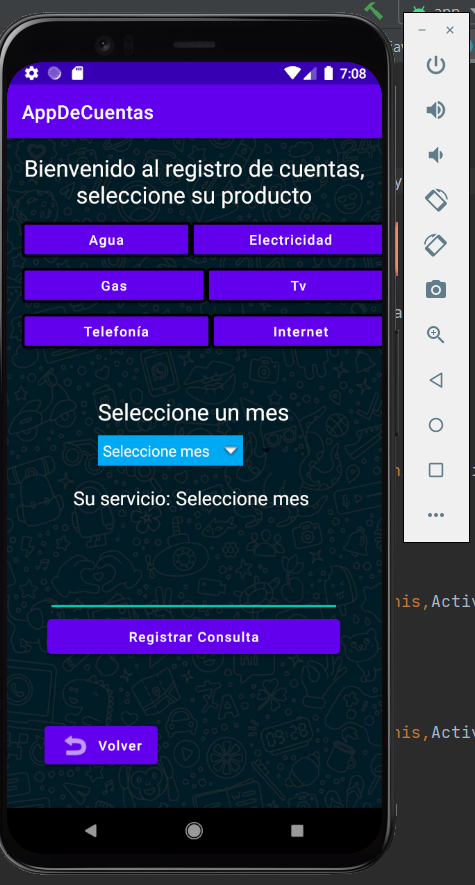 7:08
app
AppDeCuentas
Bienvenido al registro de cuentas,
seleccione su producto
Agua
Electricidad
Gas
Tv
Telefonía
Internet
Seleccione un mes
Seleccione mes
Su servicio: Seleccione mes
his,Activ
Registrar Consulta
his,Activ
Volver